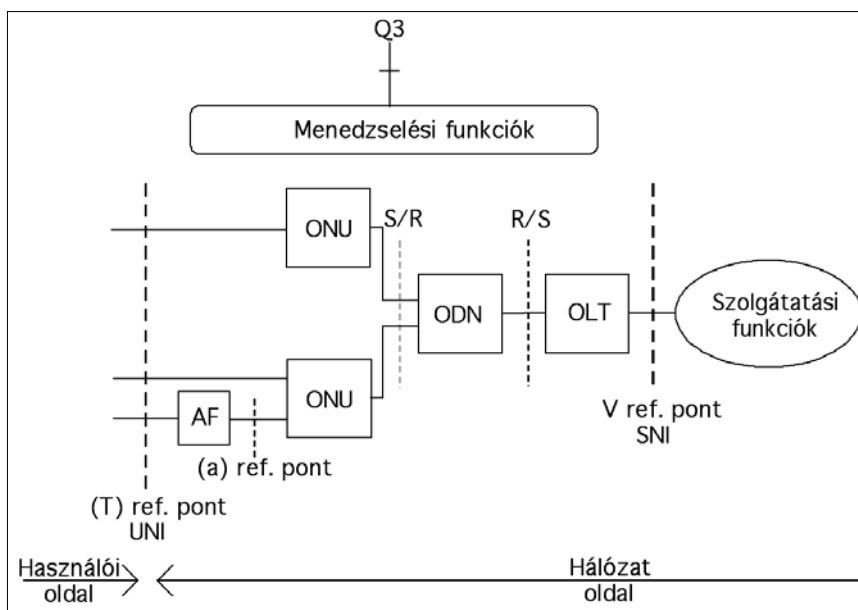 Q3
Menedzselési funkciók
S/R
R/S
ONU
ODN
OLT
Szolgátatási
funkciók
ONU
AF
(a) ref. pont
V ref. pont
SNI
(T) ref. pont
UNI
Használói
oldal
Hálózat
oldal